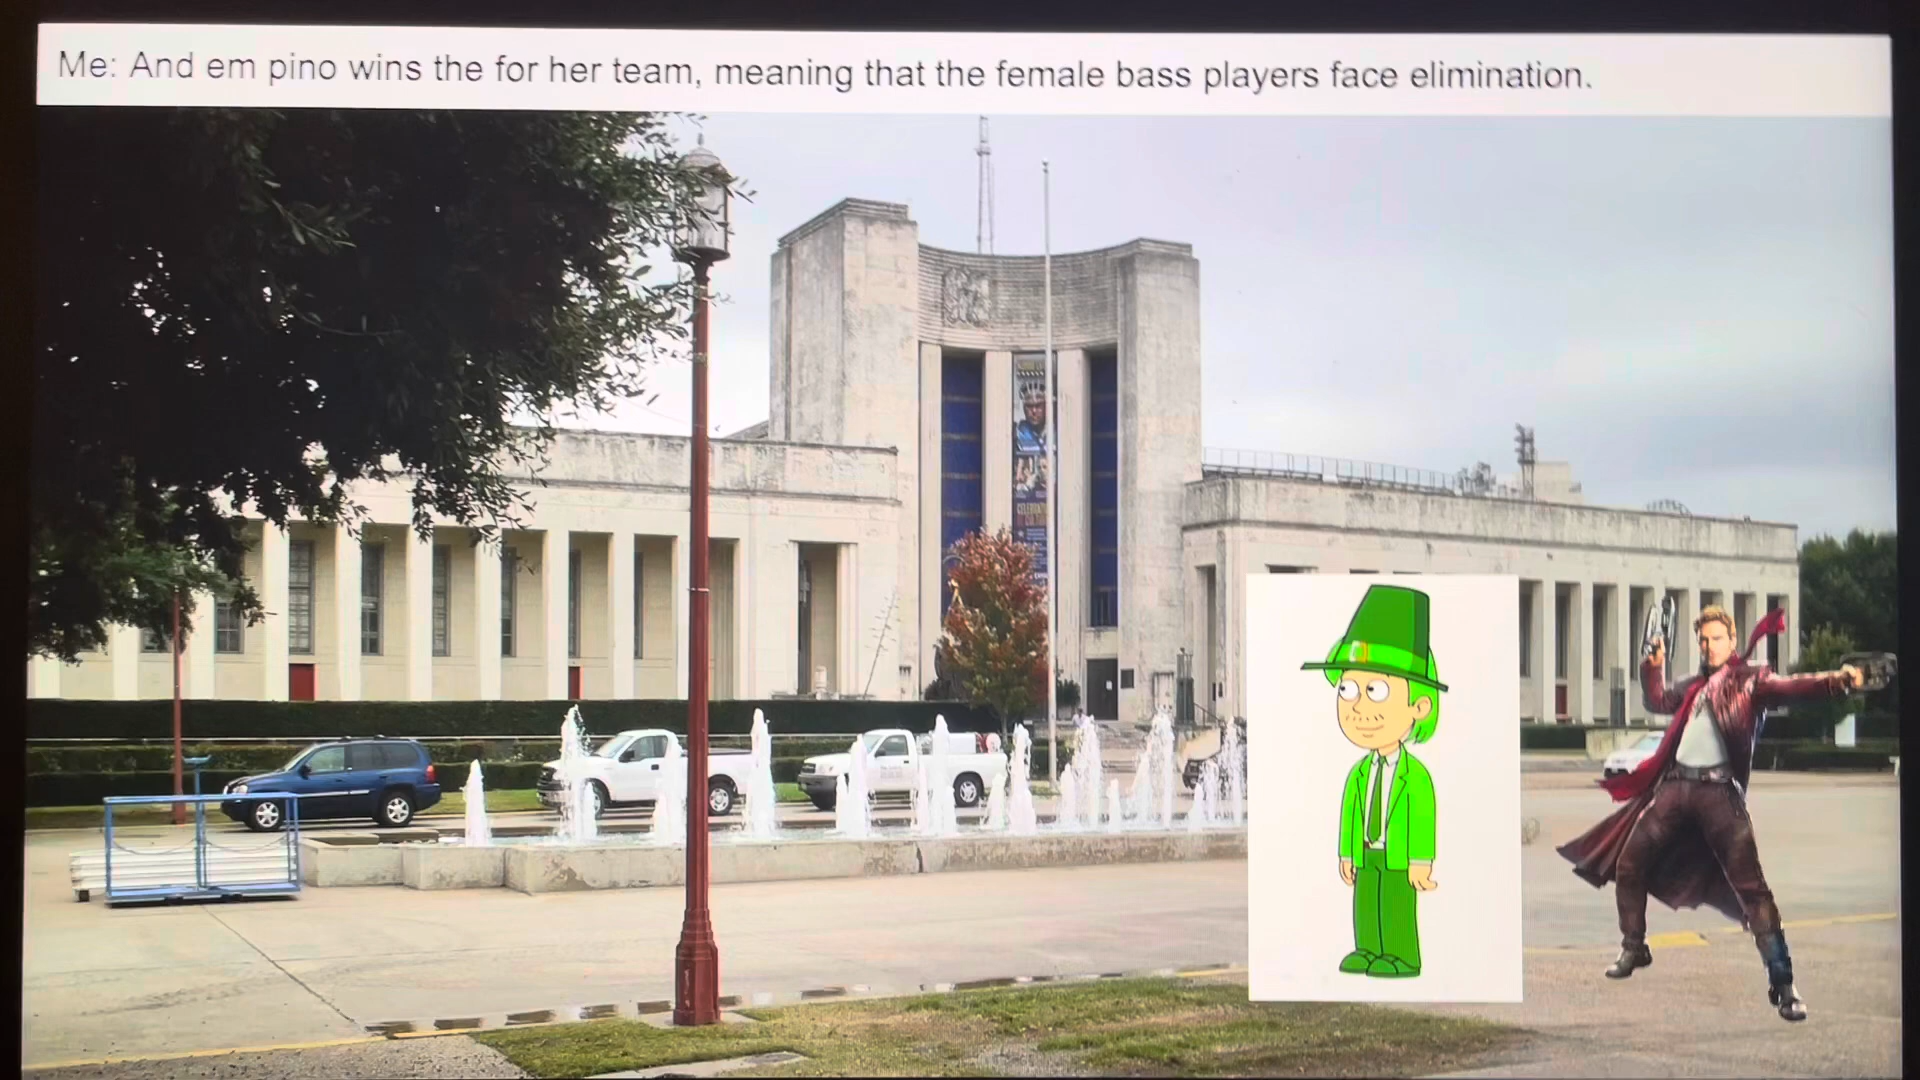 Me: And em pino wins the for her team, meaning that the female bass players face elimination.